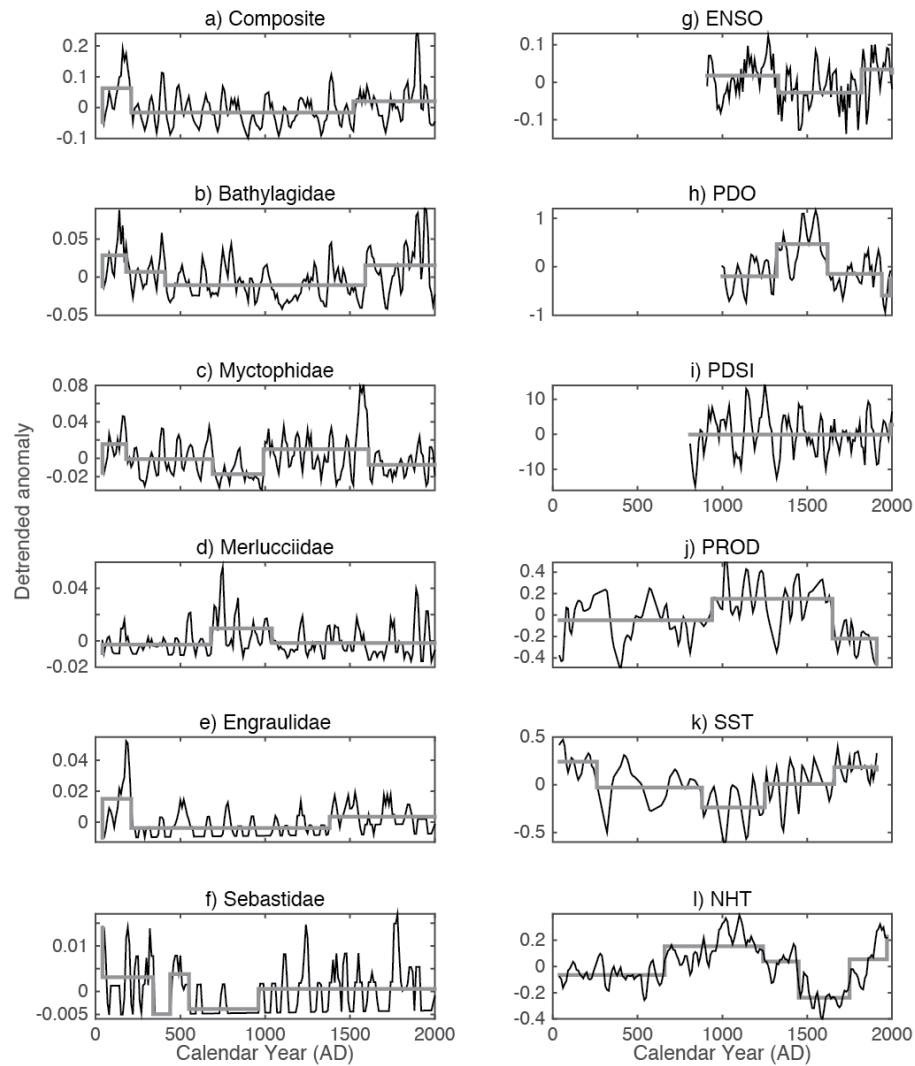 a) Composite
0.2
0.1
0
-0.1
b) Bathylagidae
0.05
0
-0.05
c) Myctophidae
0.08
0.04
0
-0.02
d) Merlucciidae
0.04
0
-0.02
e) Engraulidae
0.04
0.02
0
f) Sebastidae
0.01
0
-0.005
0 500 1000 1500 2000
Calendar Year (AD)
Detrended anomaly
g) ENSO
0.1
0
-0.1
h) PDO
1
0
-1
i) PDSI
10
0
-10
0 500 1000 1500 2000
j) PROD
0.4
0.2
0
-0.2
-0.4
k) SST
0.5
0
-0.5
l) NHT
0.2
0
-0.2
-0.4
0 500 1000 1500 2000
Calendar Year (AD)